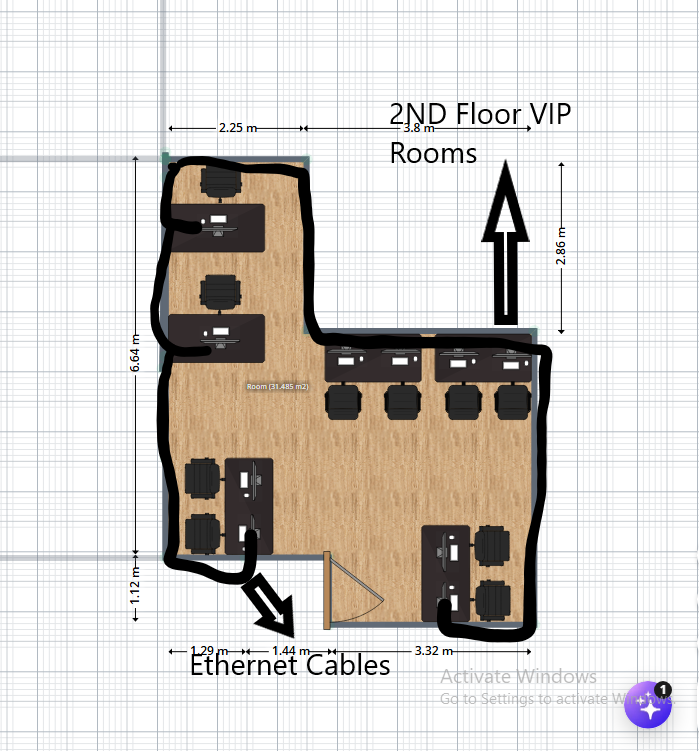 2ND Floor VIP
2.25 m
3.8 m
Rooms
2.86 m
6.64 m
Room (31.485 m2)
1.12 m
1.29 m
1.44 m
3.32 m
Ethernet Cables
Activate Windows
Go to Settings to activate Windows.
1